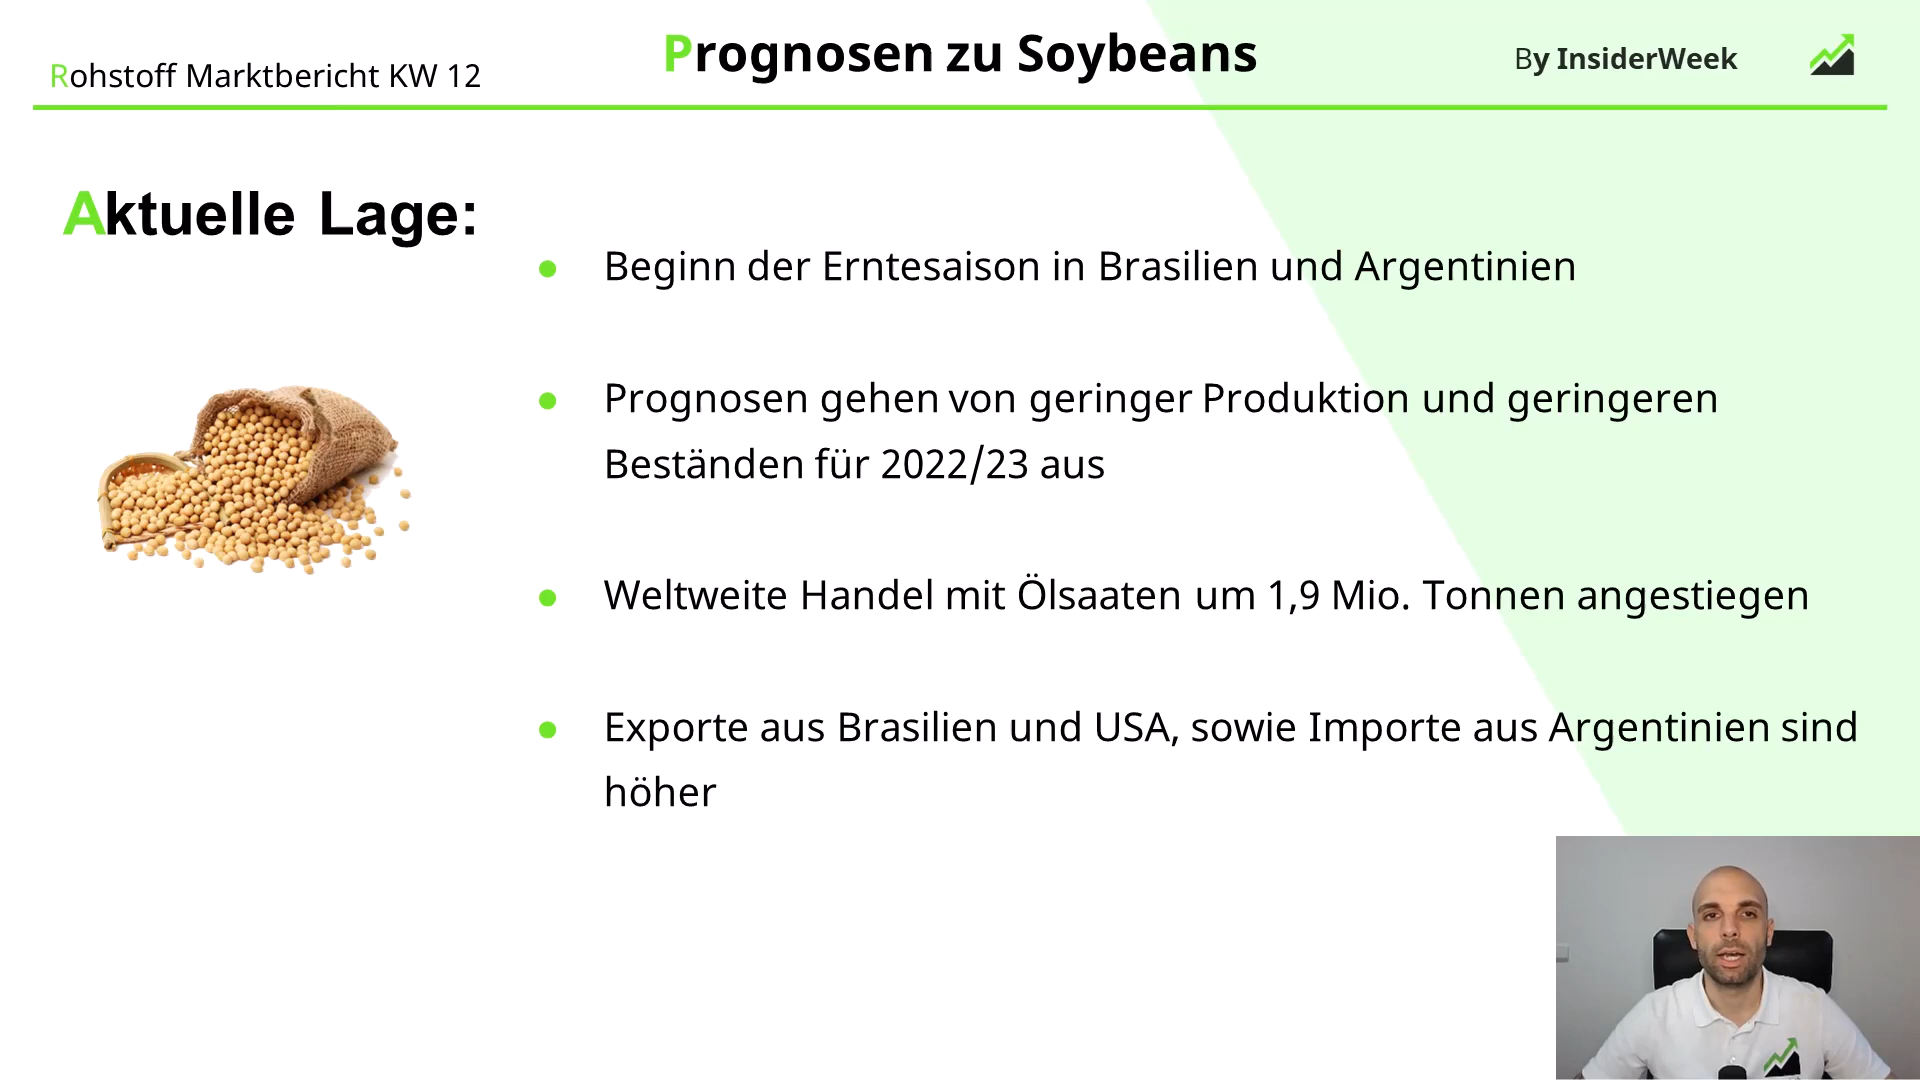 Rohstoff Marktbericht KW 12
Prognosen zu Soybeans
By InsiderWeek
Aktuelle Lage:
Beginn der Erntesaison in Brasilien und Argentinien
Prognosen gehen von geringer Produktion und geringeren
Beständen für 2022/23 aus
Weltweite Handel mit Ölsaaten um 1,9 Mio. Tonnen angestiegen
Exporte aus Brasilien und USA, sowie Importe aus Argentinien sind
höher